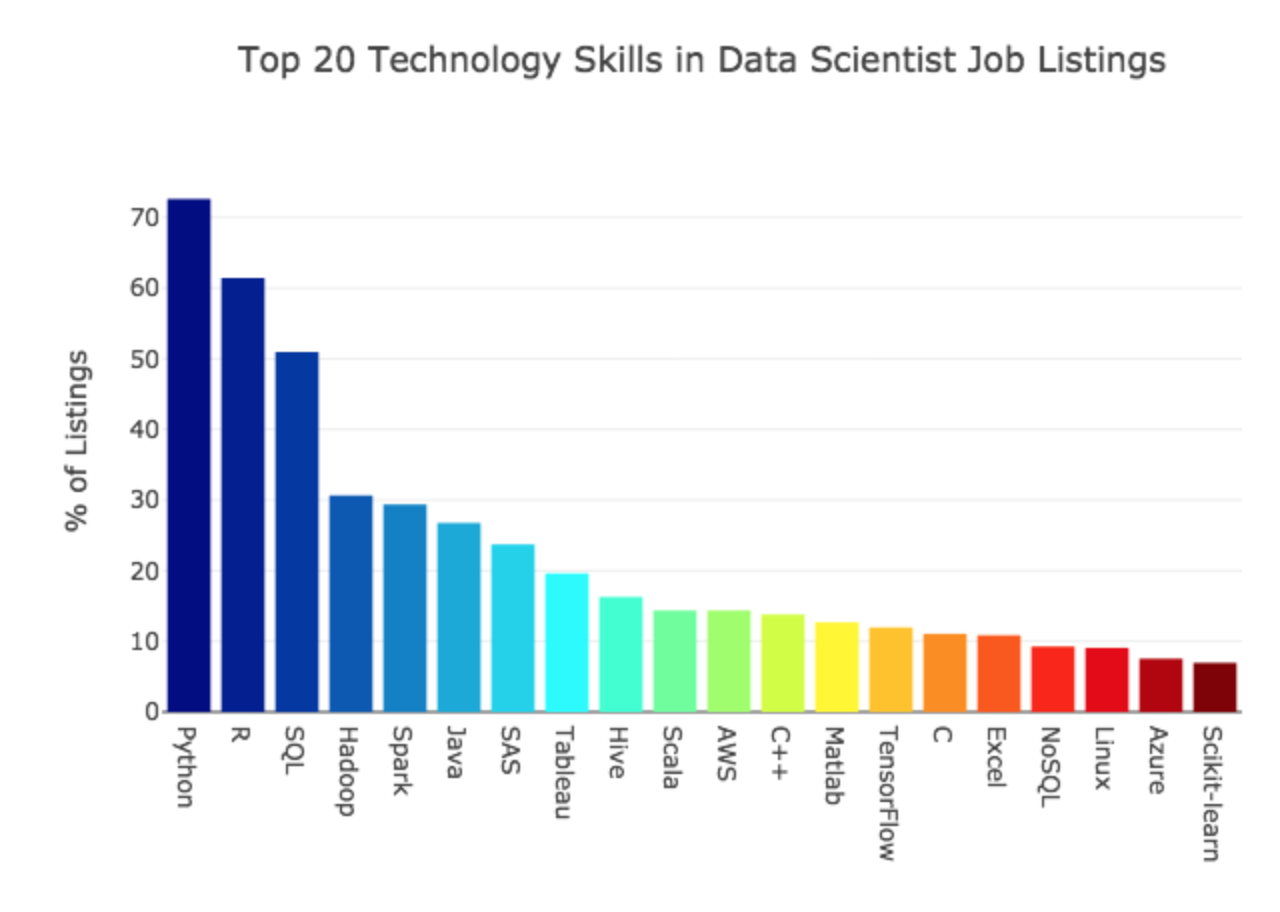 Top 20 Technology Skills in Data Scientist Job Listings
% of Listings
70
60
50
40
30
20
10
0
Python
R
SQL
Hadoop
Spark
Java
SAS
Tableau
Hive
Scala
AWS
C++
Matlab
TensorFlow
C
Excel
NoSQL
Linux
Azure
Scikit-learn